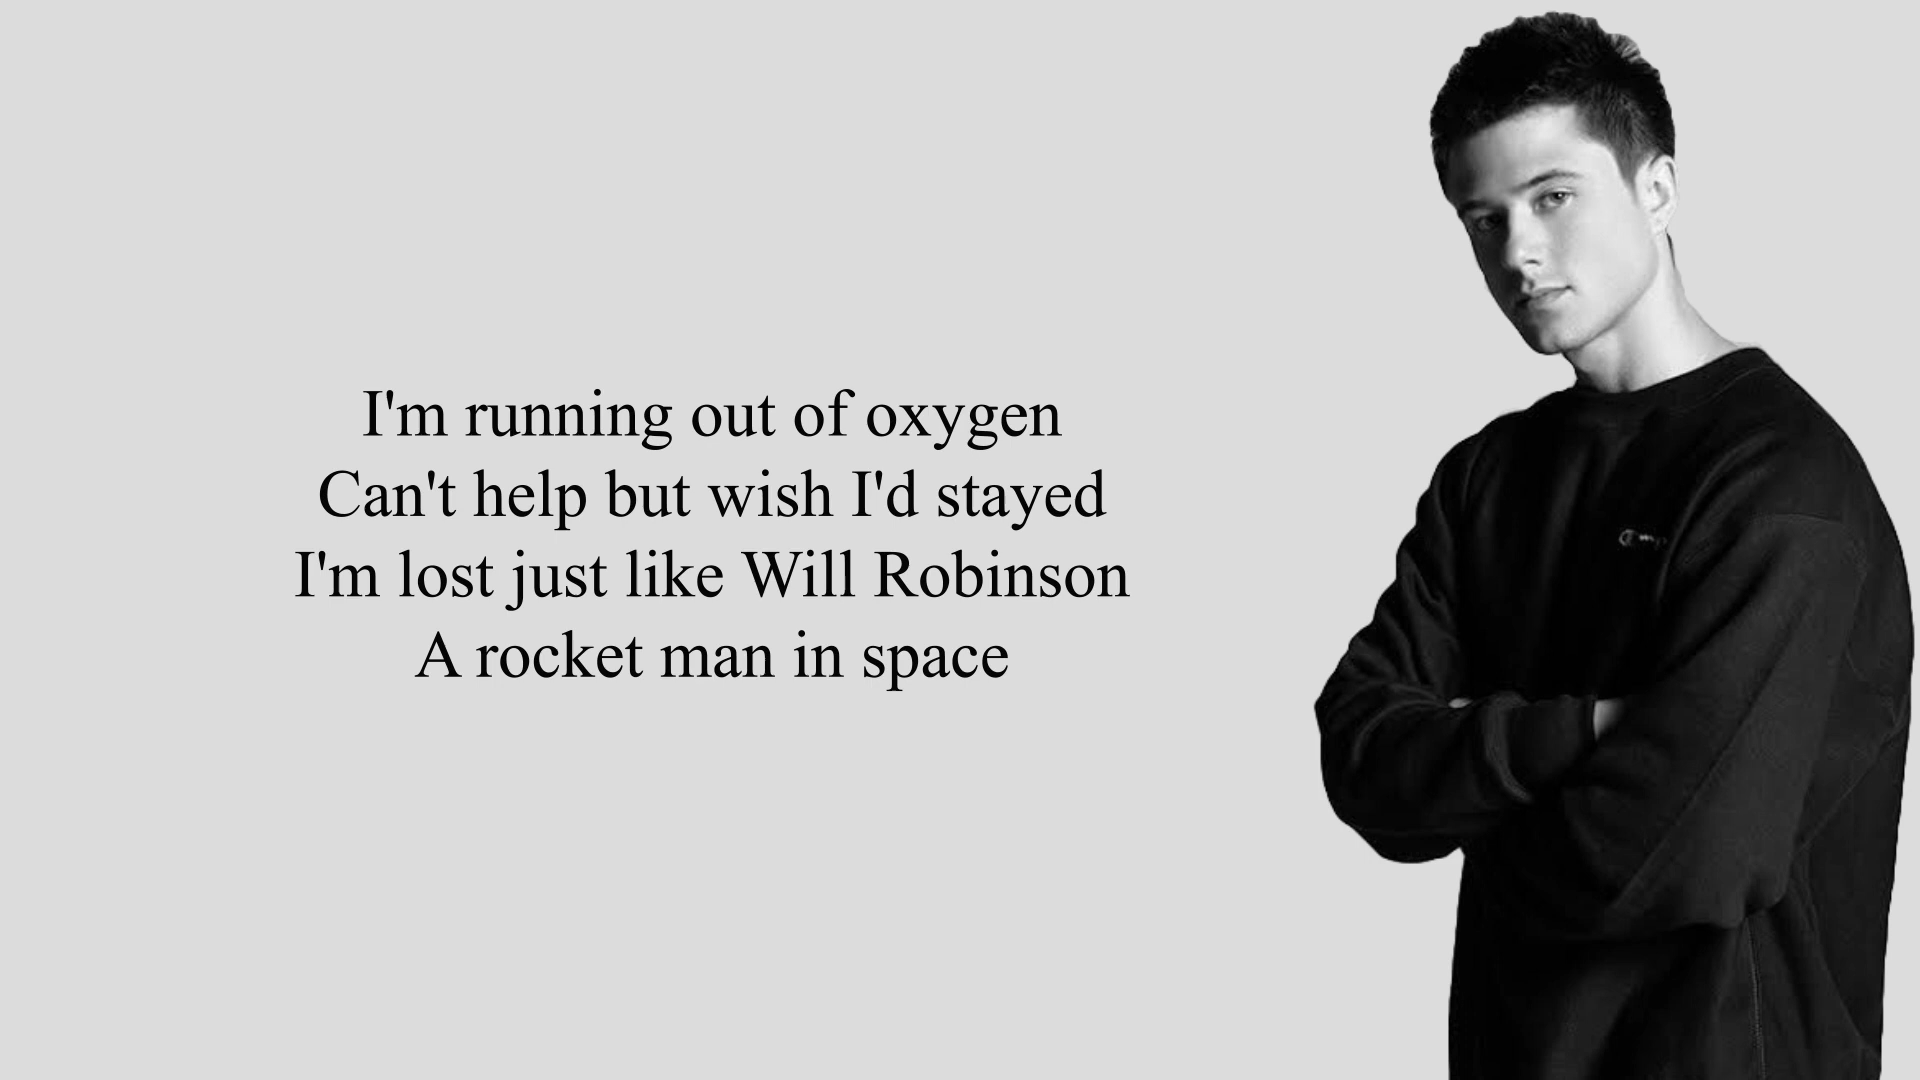 I'm running out of oxygen
Can't help but wish I'd stayed
I'm lost just like Will Robinson
A rocket man in space